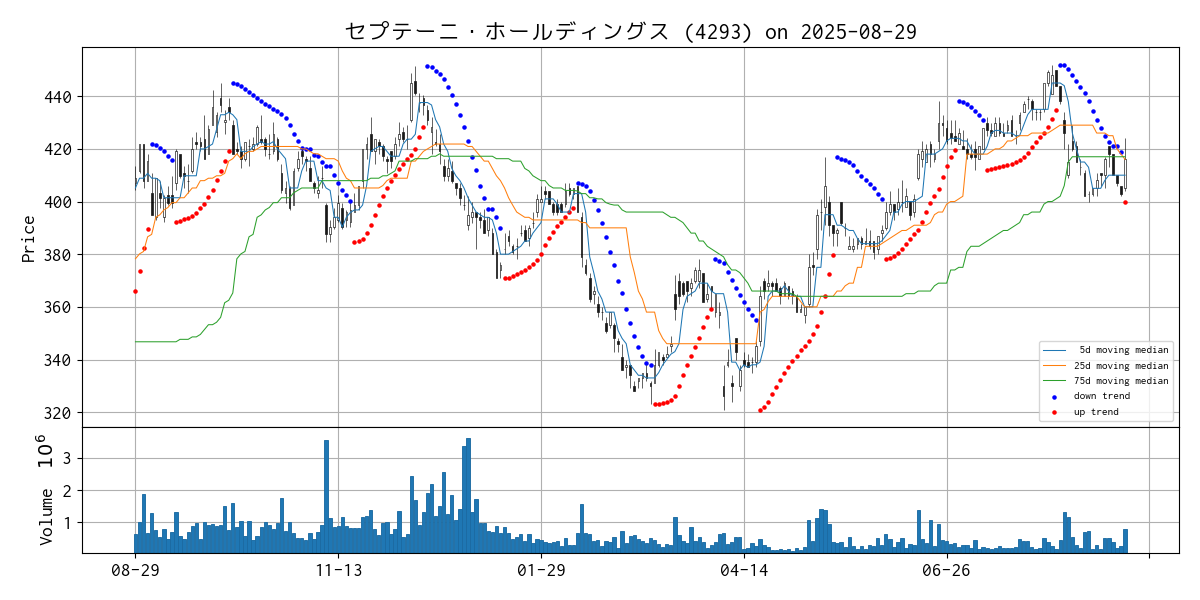 セプテーニ・ホールディングス (4293) on 2025-08-29
Price
440
420
400
380
360
340
320
5d moving median
25d moving median
75d moving median
down trend
up trend
Volume 10^6
3
2
1
08-29 11-13 01-29 04-14 06-26